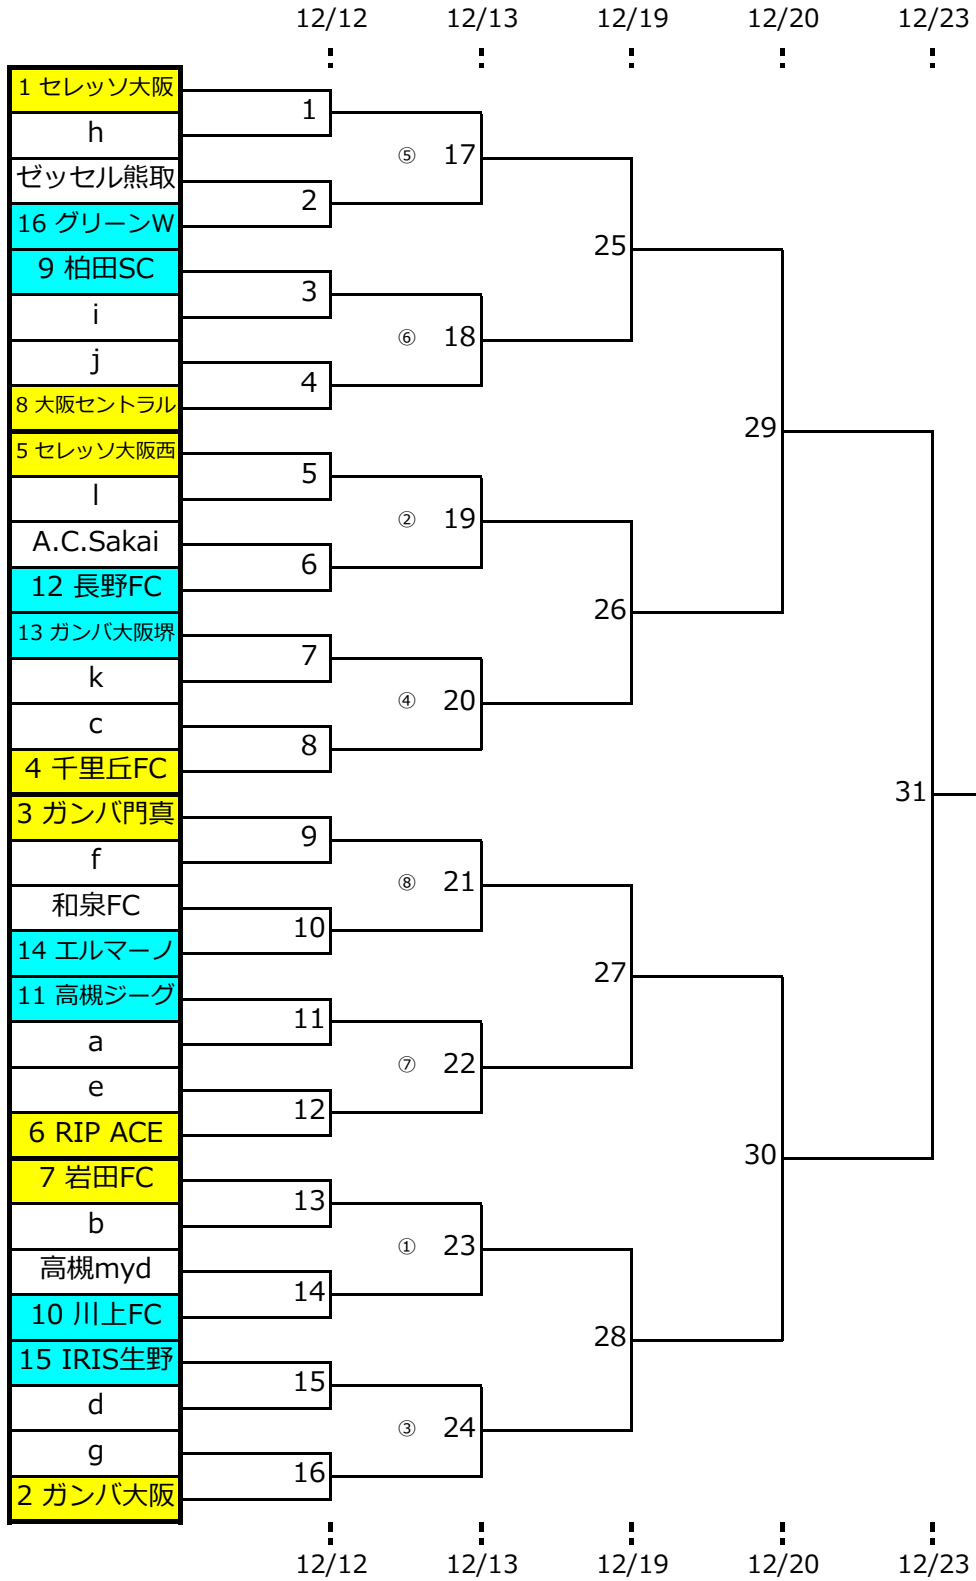 12/12 12/13 12/19 12/20 12/23
1 セレッソ大阪
1
h
⑤ 17
ゼッセル熊取
2
16 グリーンW
25
9 柏田SC
3
i
⑥ 18
j
4
8 大阪セントラル
29
5 セレッソ大阪西
5
l
② 19
A.C.Sakai
6
12 長野FC
26
13 ガンバ大阪堺
7
k
④ 20
c
8
4 千里丘FC
31
3 ガンバ門真
9
f
⑧ 21
和泉FC
10
14 エルマーノ
27
11 高槻ジーグ
11
a
⑦ 22
e
12
6 RIP ACE
30
7 岩田FC
13
b
① 23
高槻myd
14
10 川上FC
28
15 IRIS生野
15
d
③ 24
g
16
2 ガンバ大阪
12/12 12/13 12/19 12/20 12/23